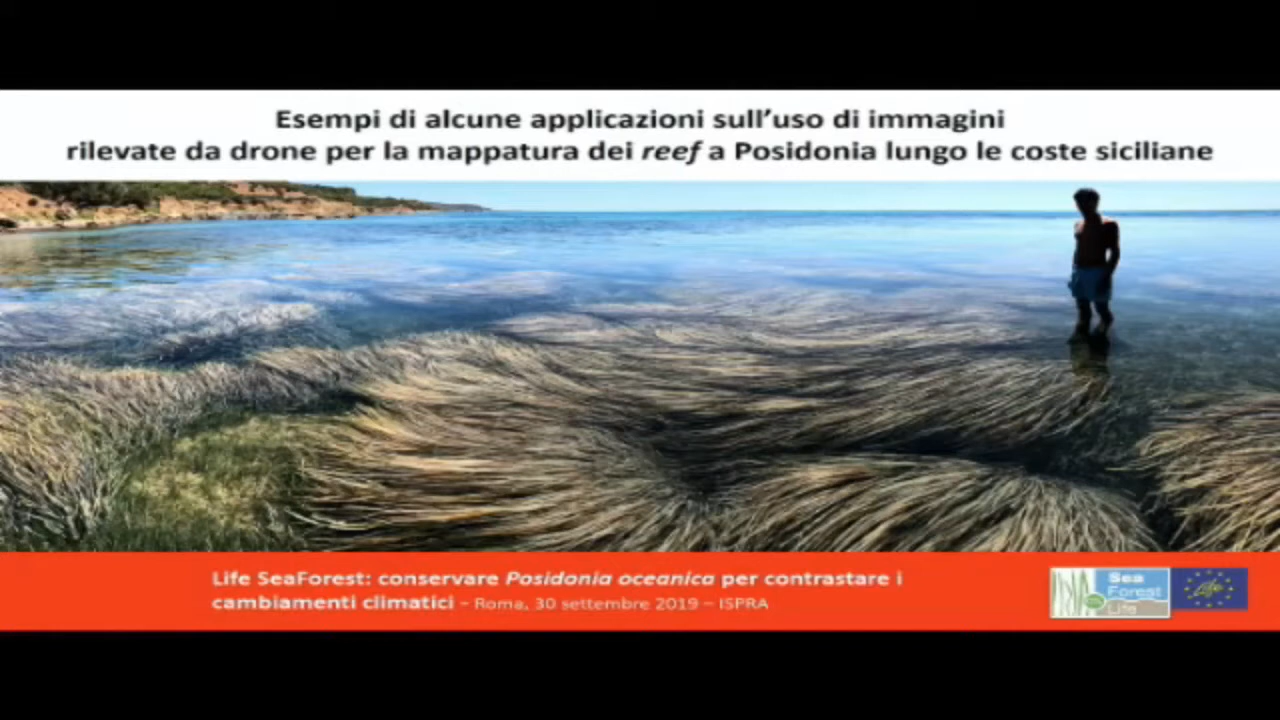 Esempi di alcune applicazioni sull'uso di immagini
rilevate da drone per la mappatura dei reef a Posidonia lungo le coste siciliane
Life SeaForest: conservare Posidonia oceanica per contrastare i
cambiamenti climatici – Roma, 30 settembre 2019 – ISPRA
Sea
Forest
Life
Life